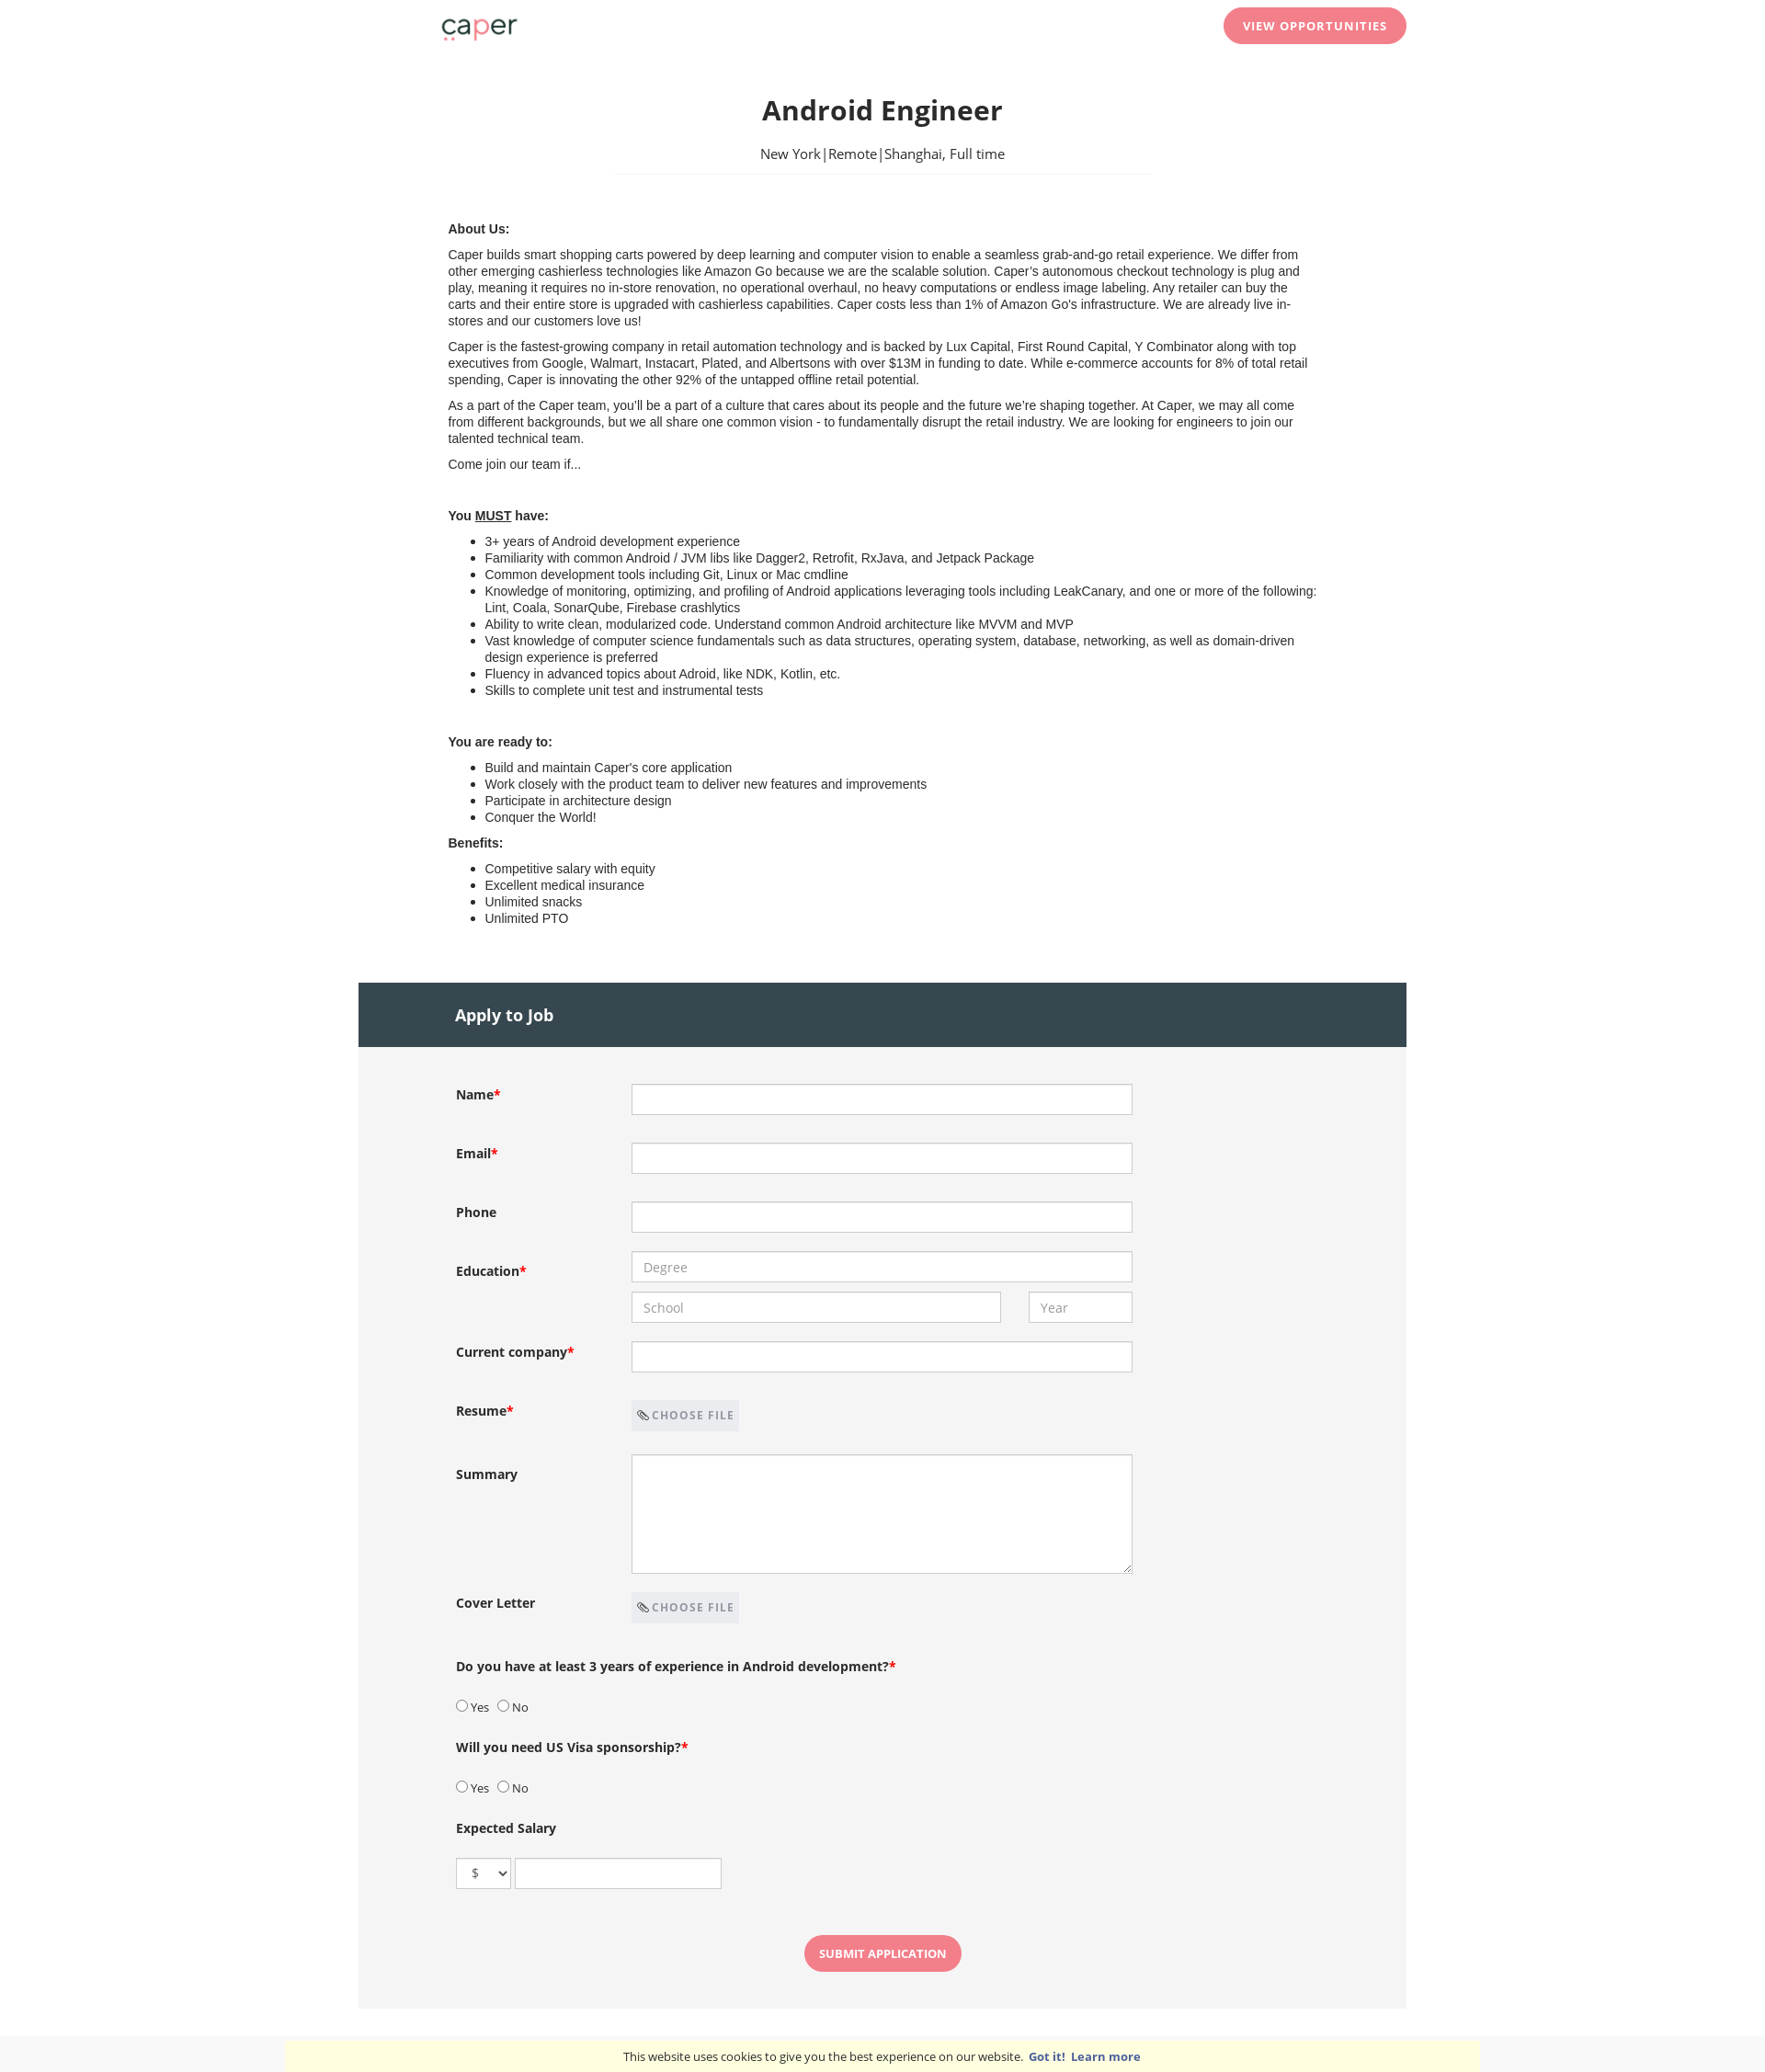 caper
VIEW OPPORTUNITIES
Android Engineer
New York|Remote|Shanghai, Full time
About Us:
Caper builds smart shopping carts powered by deep learning and computer vision to enable a seamless grab-and-go retail experience. We differ from
other emerging cashierless technologies like Amazon Go because we are the scalable solution. Caper’s autonomous checkout technology is plug and
play, meaning it requires no in-store renovation, no operational overhaul, no heavy computations or endless image labeling. Any retailer can buy the
carts and their entire store is upgraded with cashierless capabilities. Caper costs less than 1% of Amazon Go's infrastructure. We are already live in-
stores and our customers love us!
Caper is the fastest-growing company in retail automation technology and is backed by Lux Capital, First Round Capital, Y Combinator along with top
executives from Google, Walmart, Instacart, Plated, and Albertsons with over $13M in funding to date. While e-commerce accounts for 8% of total retail
spending, Caper is innovating the other 92% of the untapped offline retail potential.
As a part of the Caper team, you’ll be a part of a culture that cares about its people and the future we’re shaping together. At Caper, we may all come
from different backgrounds, but we all share one common vision - to fundamentally disrupt the retail industry. We are looking for engineers to join our
talented technical team.
Come join our team if...
You MUST have:
3+ years of Android development experience
Familiarity with common Android / JVM libs like Dagger2, Retrofit, RxJava, and Jetpack Package
Common development tools including Git, Linux or Mac cmdline
Knowledge of monitoring, optimizing, and profiling of Android applications leveraging tools including LeakCanary, and one or more of the following:
Lint, Coala, SonarQube, Firebase crashlytics
Ability to write clean, modularized code. Understand common Android architecture like MVVM and MVP
Vast knowledge of computer science fundamentals such as data structures, operating system, database, networking, as well as domain-driven
design experience is preferred
Fluency in advanced topics about Adroid, like NDK, Kotlin, etc.
Skills to complete unit test and instrumental tests
You are ready to:
Build and maintain Caper's core application
Work closely with the product team to deliver new features and improvements
Participate in architecture design
Conquer the World!
Benefits:
Competitive salary with equity
Excellent medical insurance
Unlimited snacks
Unlimited PTO
Apply to Job
Name*
Email*
Phone
Education*
Degree
School Year
Current company*
Resume* CHOOSE FILE
Summary
Cover Letter CHOOSE FILE
Do you have at least 3 years of experience in Android development?*
Yes No
Will you need US Visa sponsorship?*
Yes No
Expected Salary
$
SUBMIT APPLICATION
This website uses cookies to give you the best experience on our website. Got it! Learn more